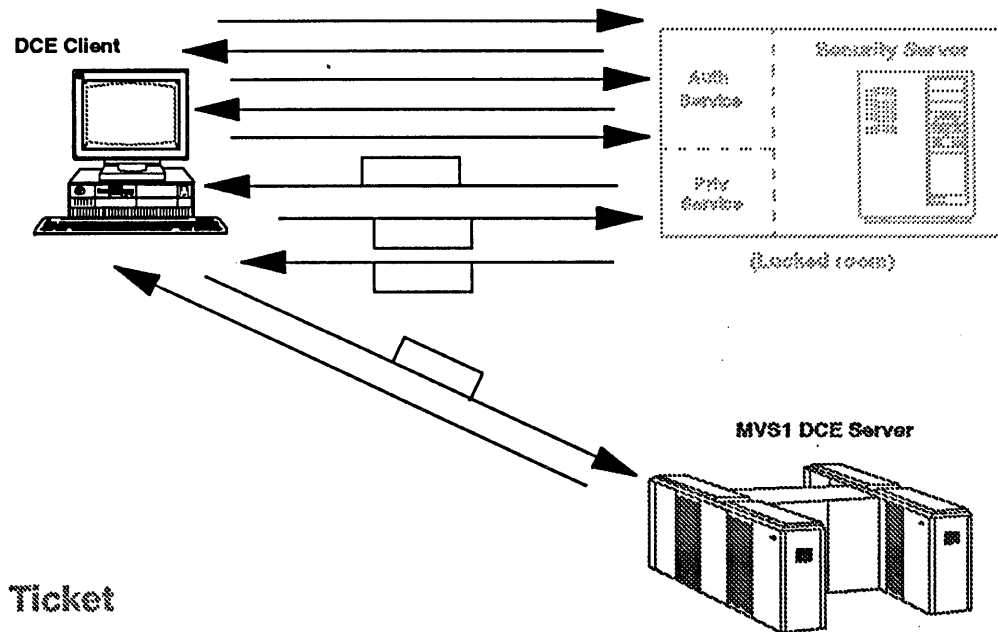 DCE Client
Security Server
Auth
Service
Priv
Service
(Locked room)
MVS1 DCE Server
Ticket